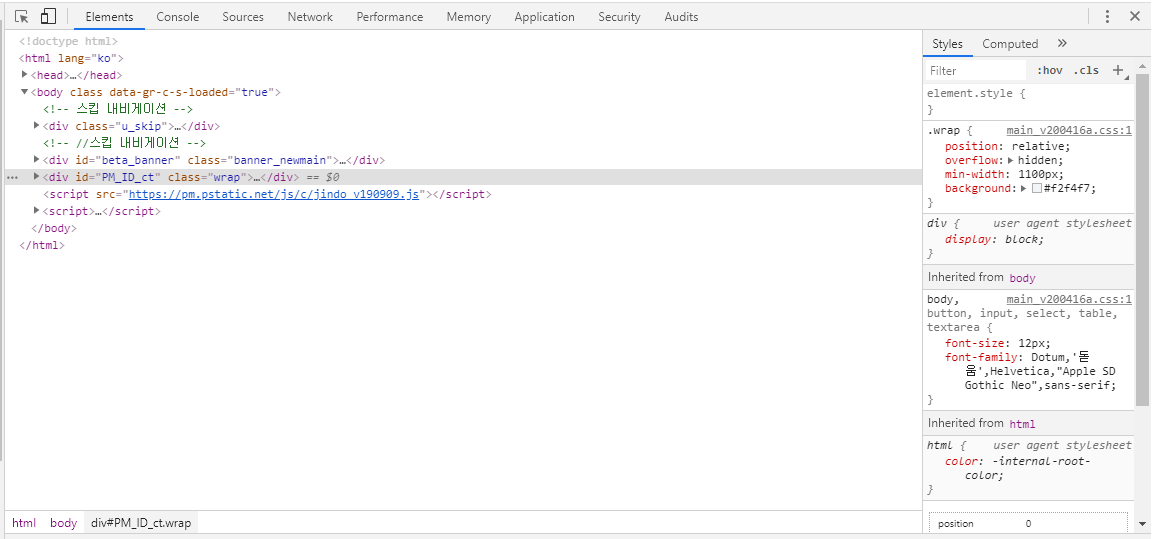 Elements Console Sources Network Performance Memory Application Security Audits
<!doctype html>
<html lang="ko">
<head>…</head>
<body class data-gr-c-s-loaded="true">
<!-- 스킵 내비게이션 -->
<div class="u_skip">…</div>
<!-- //스킵 내비게이션 -->
<div id="beta_banner" class="banner_newmain">…</div>
<div id="PM_ID_ct" class="wrap">…</div> == $0
<script src="https://pm.pstatic.net/js/c/jindo_v190909.js"></script>
<script>…</script>
</body>
</html>
html body div#PM_ID_ct.wrap
Styles Computed
Filter :hov .cls
element.style {
}
.wrap { main_v200416a.css:1
position: relative;
overflow: hidden;
min-width: 1100px;
background: #f2f4f7;
}
div { user agent stylesheet
display: block;
}
Inherited from body
body, main_v200416a.css:1
button, input, select, table,
textarea {
font-size: 12px;
font-family: Dotum,'돋
움',Helvetica,"Apple SD
Gothic Neo",sans-serif;
}
Inherited from html
html { user agent stylesheet
color: -internal-root-
color;
}
position 0